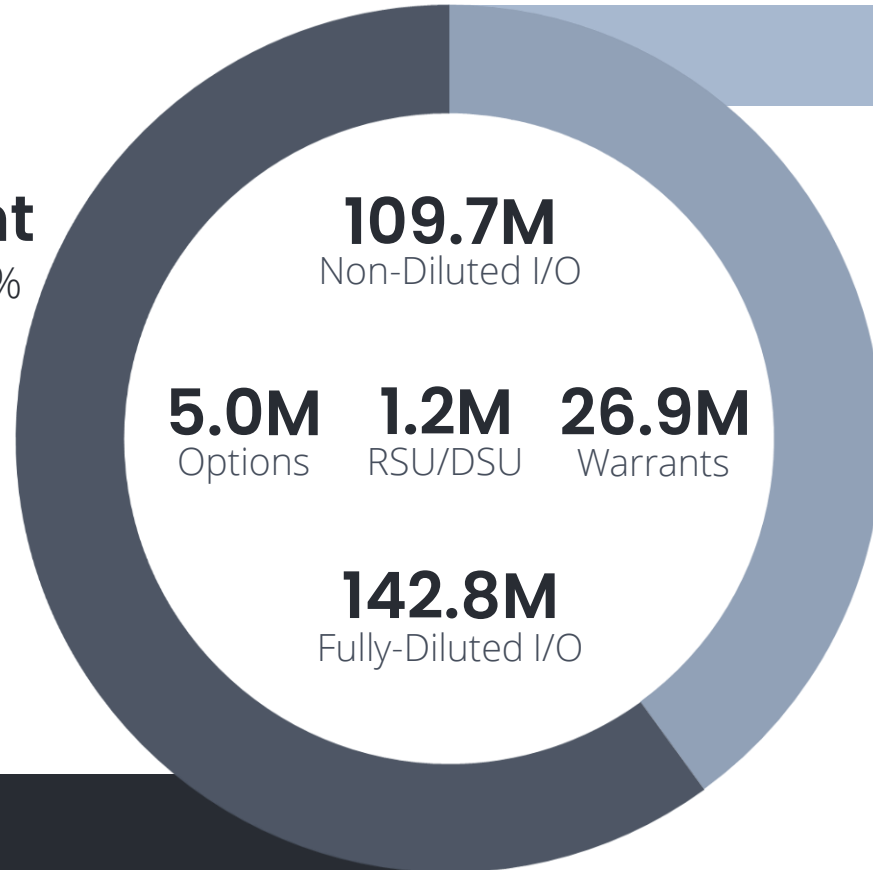 109.7M
Non-Diluted I/O
%
5.0M 1.2M 26.9M
Options RSU/DSU Warrants
142.8M
Fully-Diluted I/O